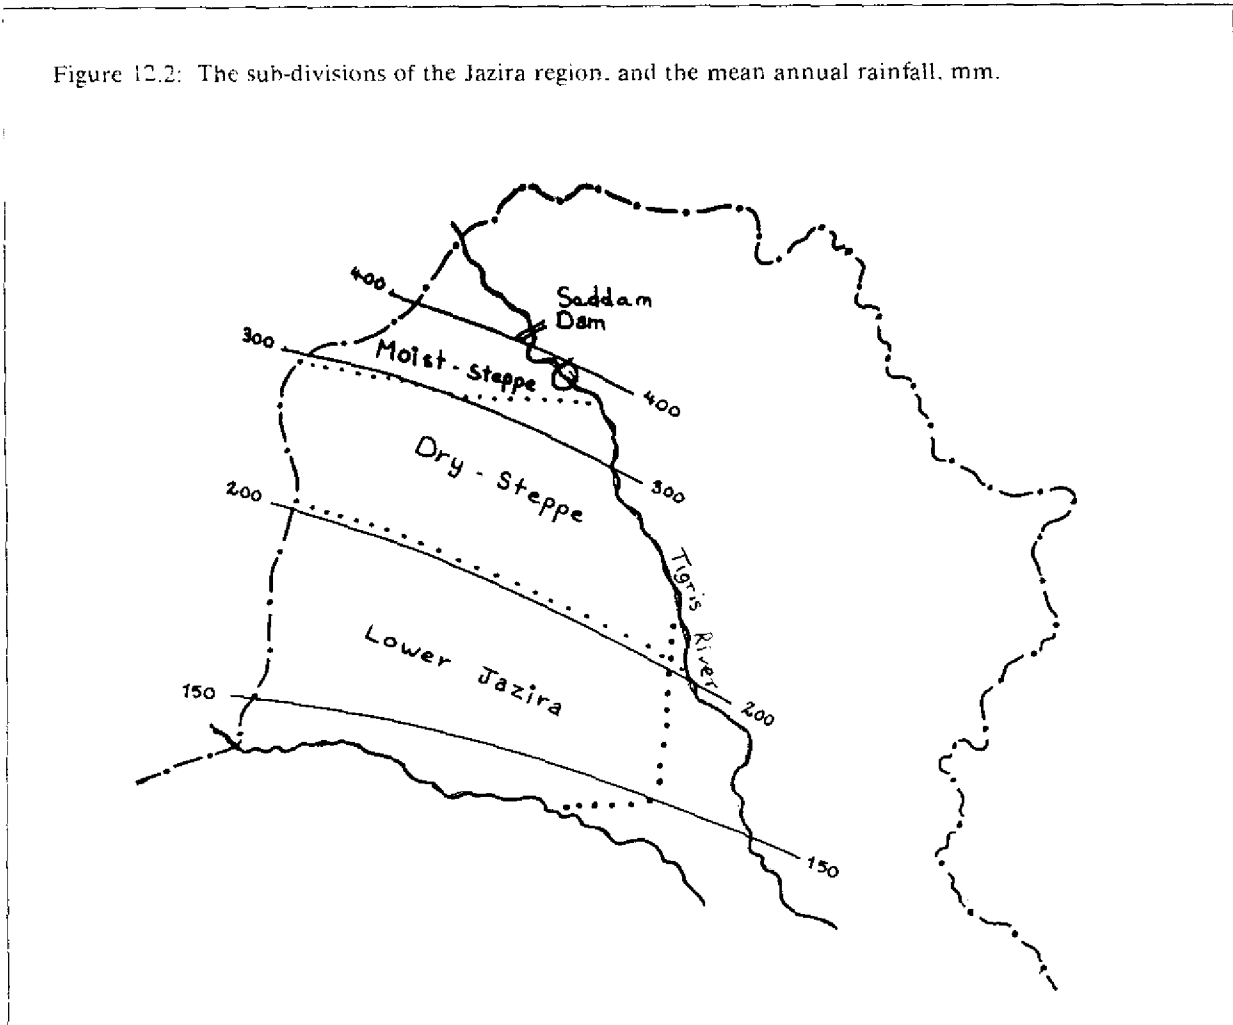 Figure 12.2: The sub-divisions of the Jazira region. and the mean annual rainfall. mm.
400
Saddam
Dam
300
Moist-steppe
400
Dry-Steppe
200
300
Tigris River
Lower Jazira
150
200
150